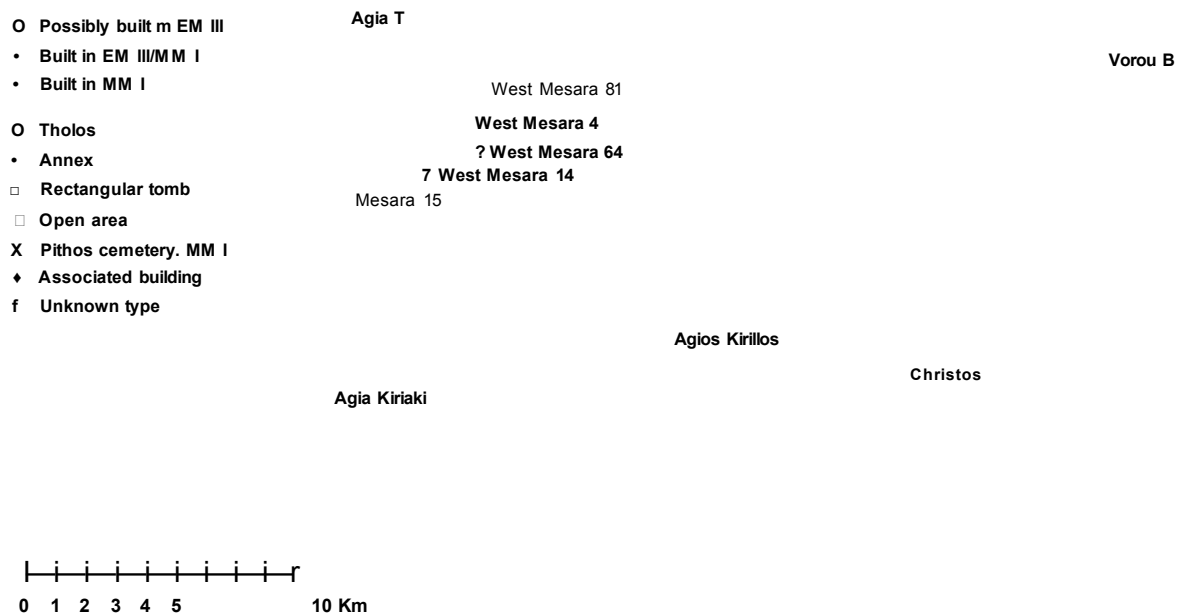 O Possibly built m EM III
• Built in EM III/MM I
• Built in MM I
O Tholos
• Annex
□ Rectangular tomb
□ Open area
X Pithos cemetery. MM I
♦ Associated building
f Unknown type
Agia T
Vorou B
West Mesara 81
West Mesara 4
? West Mesara 64
7 West Mesara 14
Mesara 15
Agios Kirillos
Christos
Agia Kiriaki
0 1 2 3 4 5 10 Km